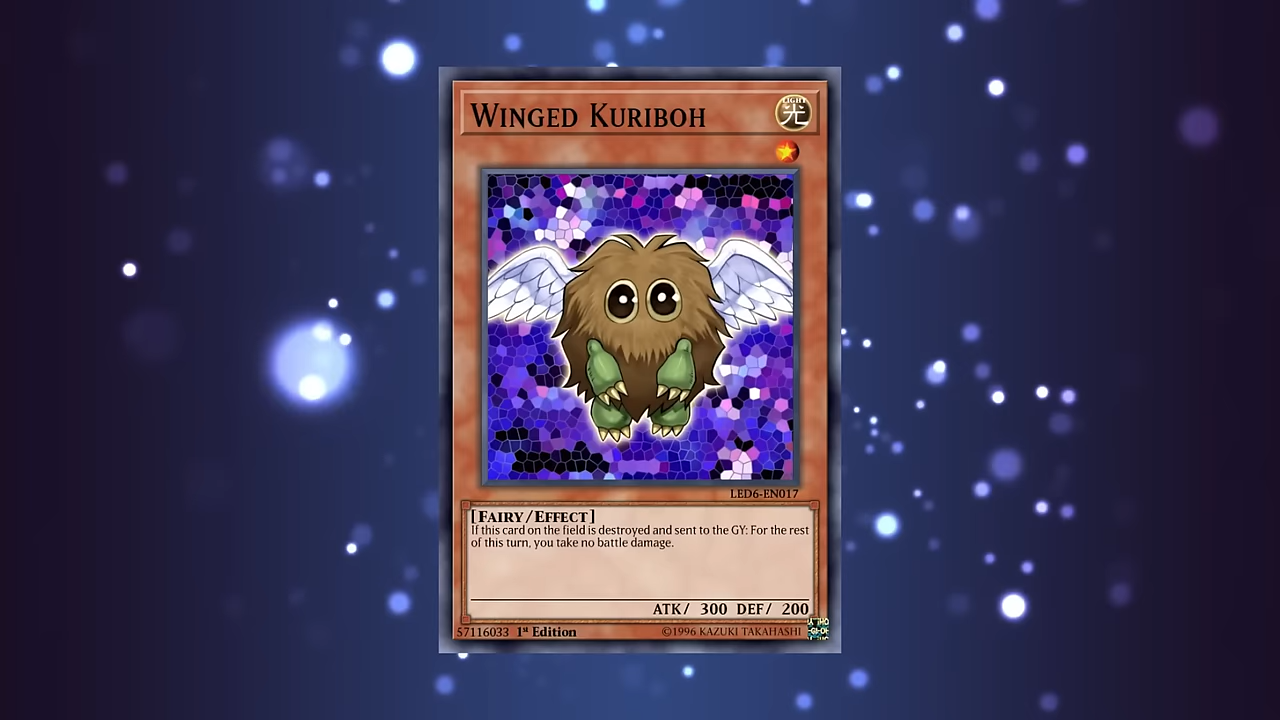 Winged Kuriboh
LIGHT
光
LED6-EN017
[Fairy/Effect]
If this card on the field is destroyed and sent to the GY: For the rest
of this turn, you take no battle damage.
ATK/ 300 DEF/ 200
57116033 1st Edition ©1996 KAZUKI TAKAHASHI